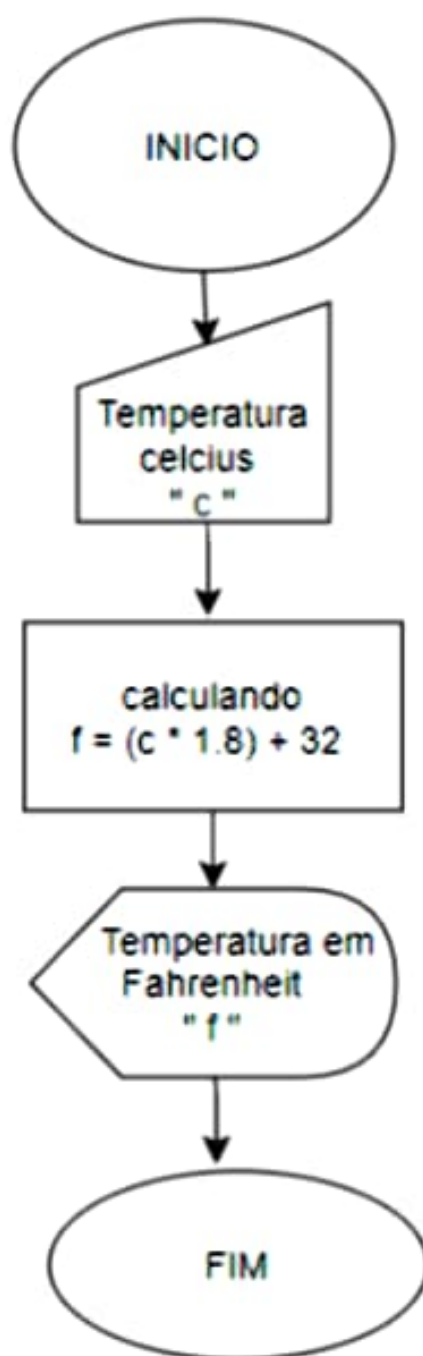 INICIO
Temperatura
celcius
" c "
calculando
f = (c * 1.8) + 32
Temperatura em
Fahrenheit
" f "
FIM